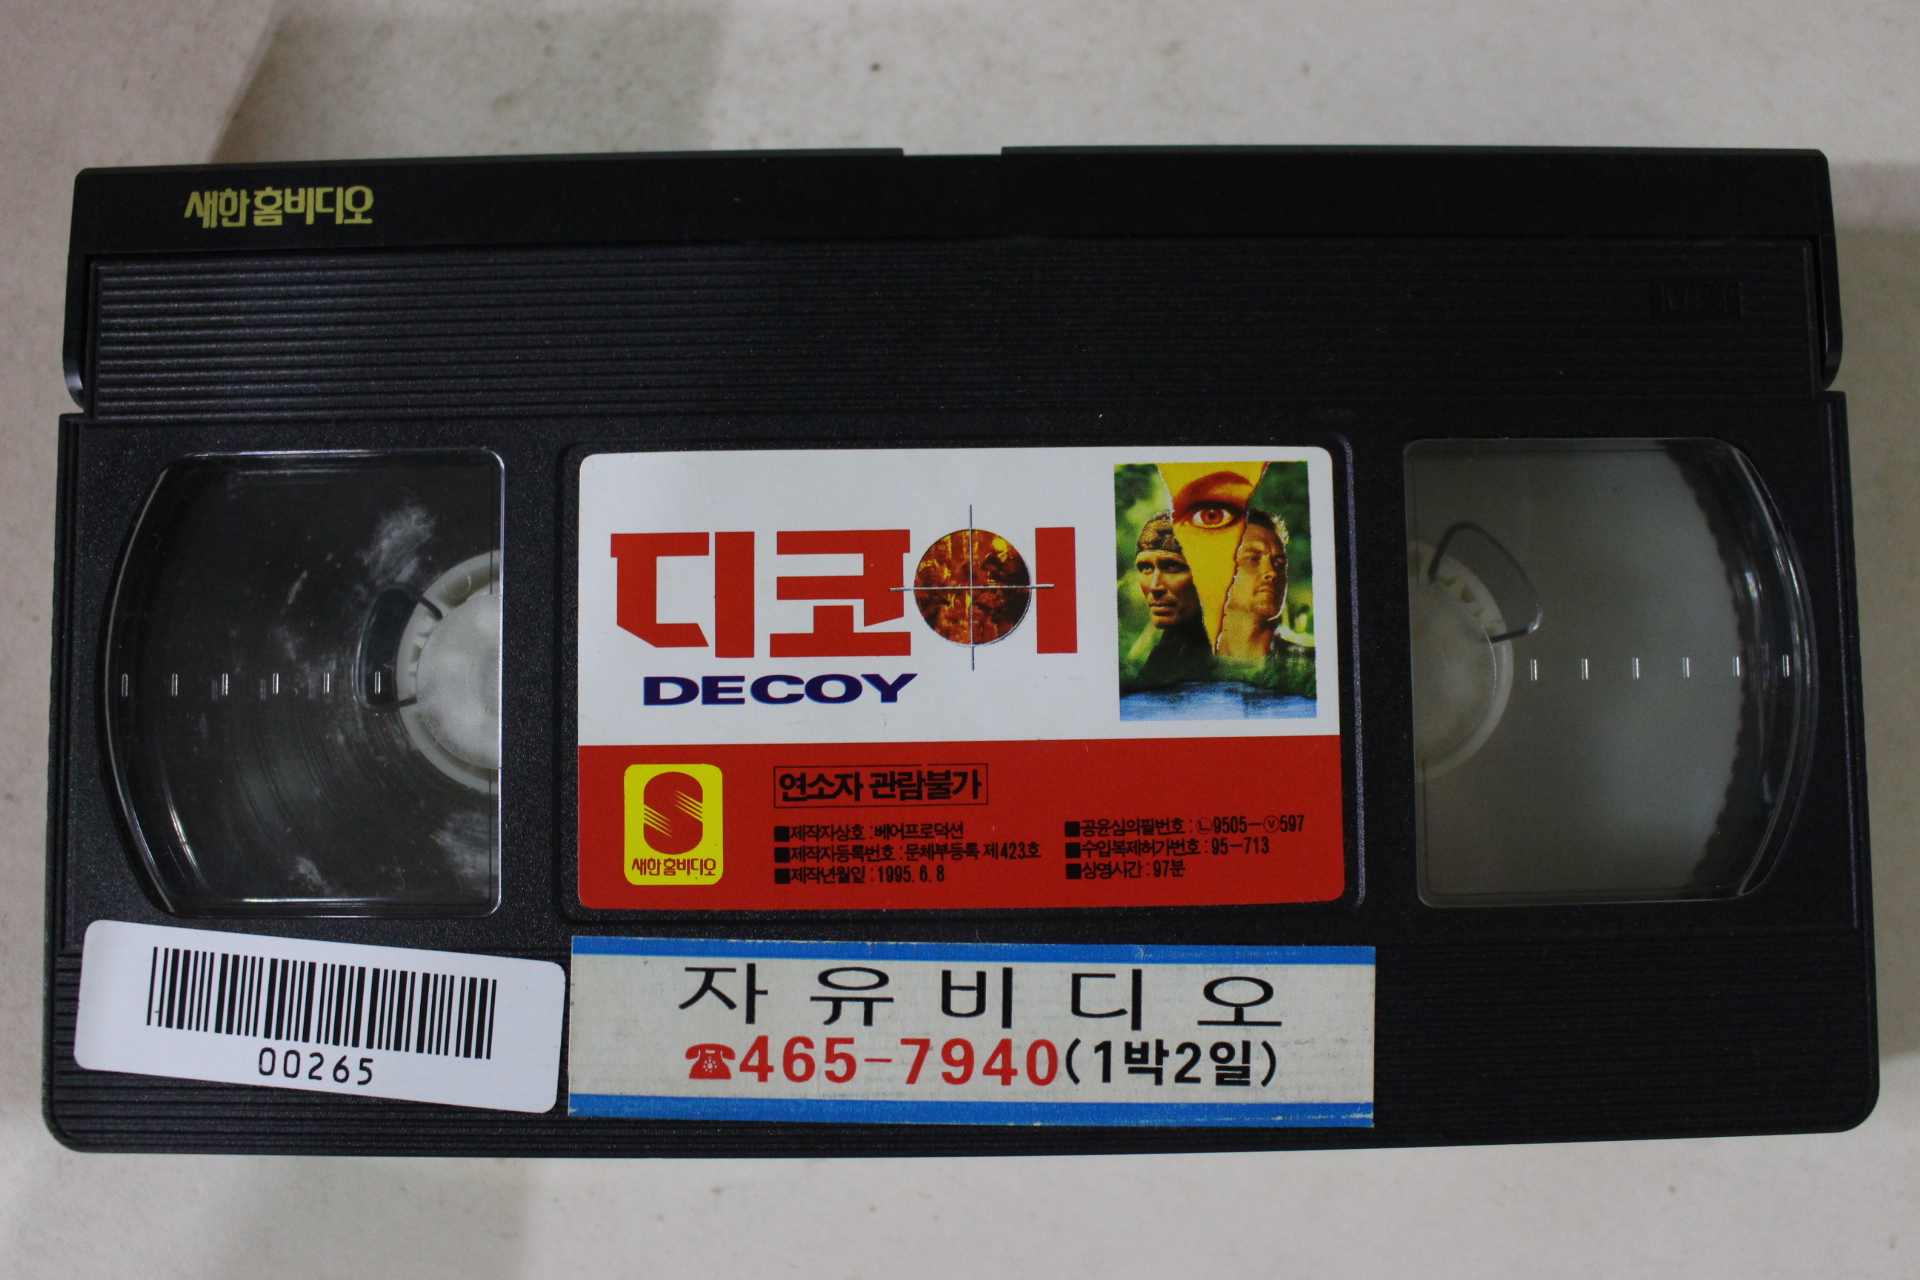 새한홈비디오
디코어
DECOY
새한홈비디오
연소자 관람불가
■제작자상호 : 베어프로덕션
■제작자등록번호 : 문체부등록 제423호
■제작년월일 : 1995. 6. 8
■공윤심의필번호 : Ⓛ9505-ⓥ597
■수입목제허가번호 : 95-713
■상영시간 : 97분
00265
자유비디오
☎465-7940(1박2일)